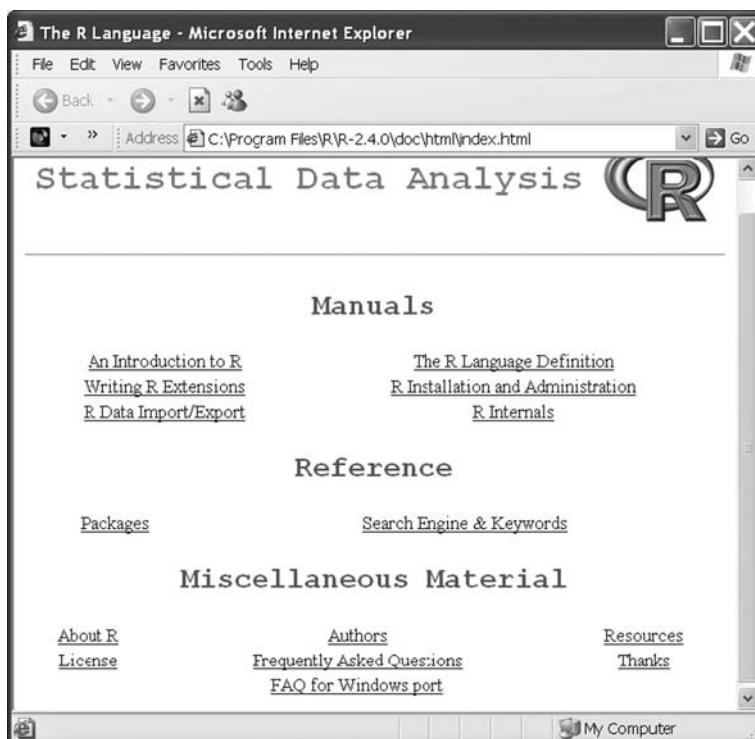 The R Language - Microsoft Internet Explorer
File Edit View Favorites Tools Help
Back
» Address C:\Program Files\R\R-2.4.0\doc\html\index.html Go
Statistical Data Analysis R
Manuals
An Introduction to R The R Language Definition
Writing R Extensions R Installation and Administration
R Data Import/Export R Internals
Reference
Packages Search Engine & Keywords
Miscellaneous Material
About R Authors Resources
License Frequently Asked Questions Thanks
FAQ for Windows port
My Computer